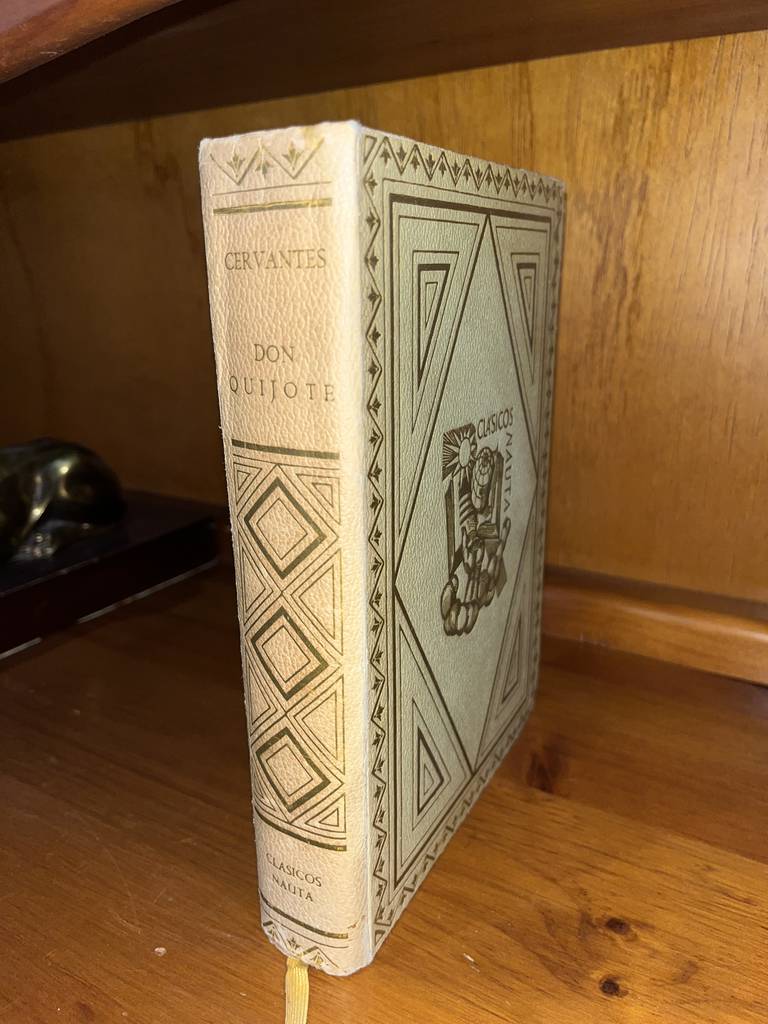 CERVANTES
DON
QUIJOTE
CLASICOS
NAUTA
CLASICOS
NAUTA